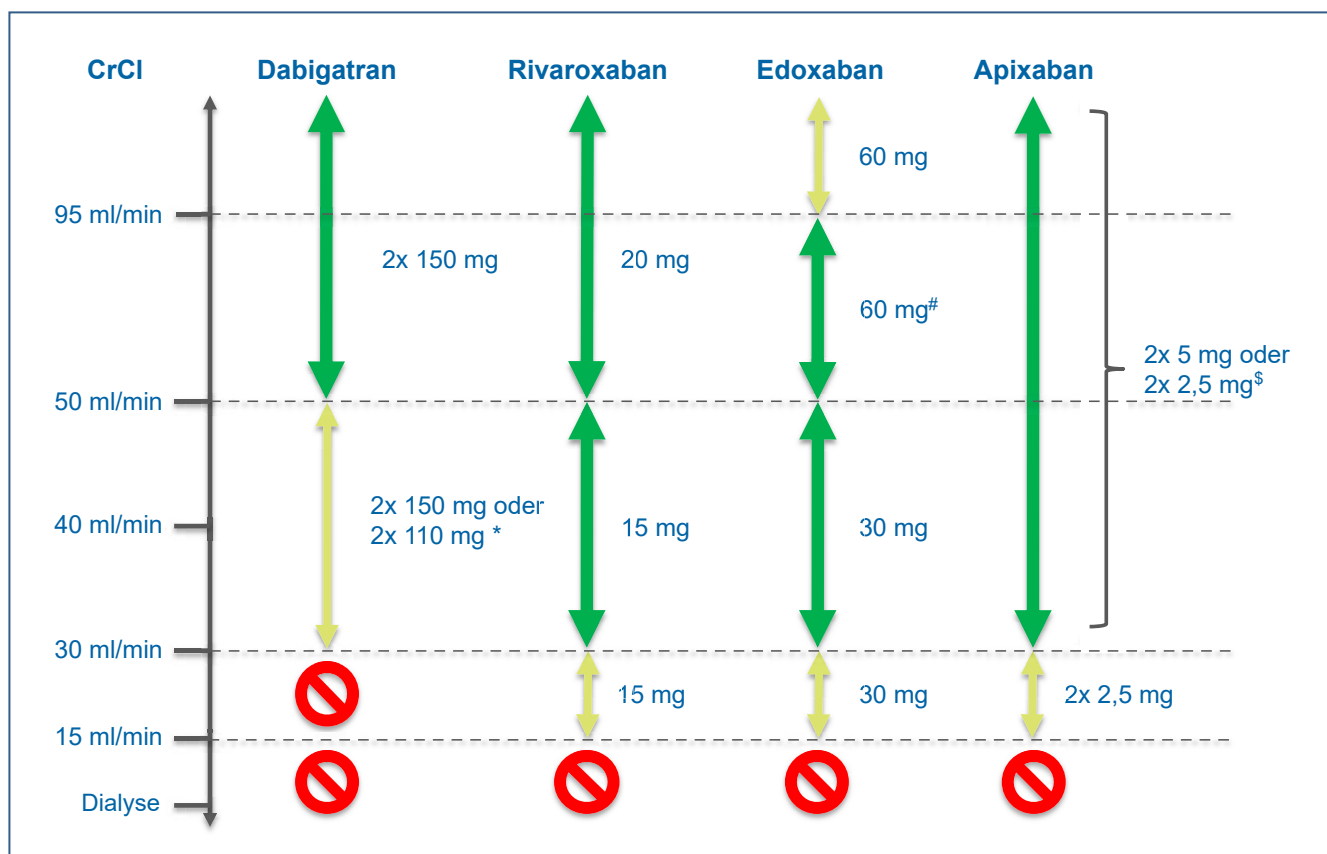 CrCl Dabigatran Rivaroxaban Edoxaban Apixaban
60 mg
95 ml/min
2x 150 mg 20 mg
60 mg#
2x 5 mg oder
2x 2,5 mg$
50 ml/min
2x 150 mg oder
2x 110 mg *
40 ml/min 15 mg 30 mg
30 ml/min
15 mg 30 mg 2x 2,5 mg
15 ml/min
Dialyse